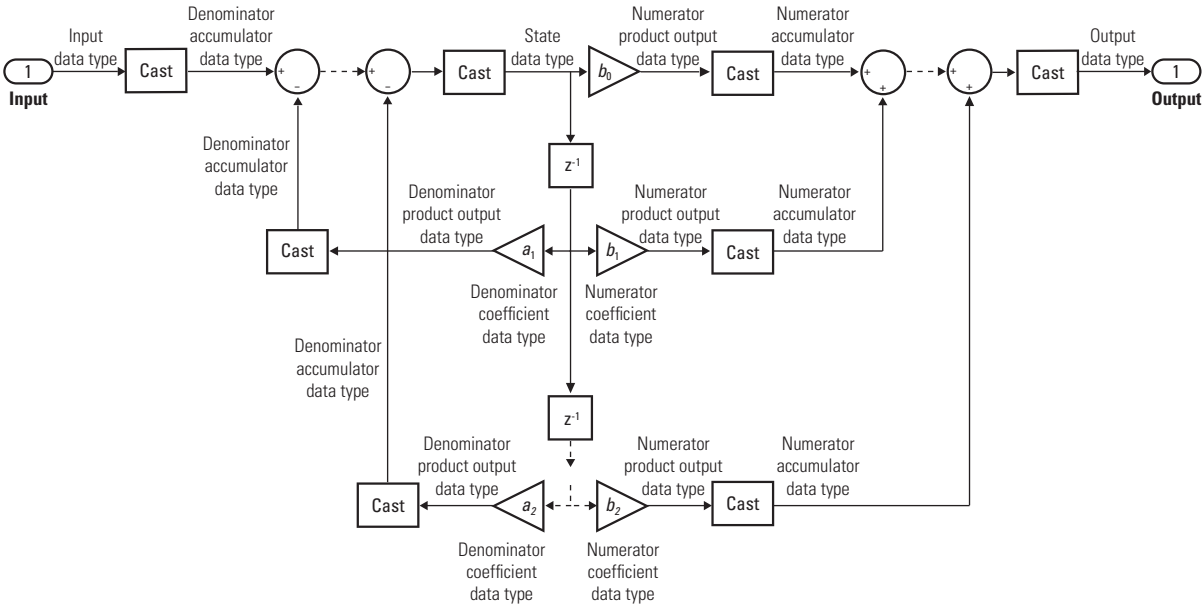 Input
data type
Denominator
accumulator
data type
State
data type
Numerator
product output
data type
Numerator
accumulator
data type
Output
data type
1
Input
Cast
+
−
+
−
Cast
b0
Cast
+
+
+
+
Cast
1
Output
Denominator
accumulator
data type
z-1
Denominator
product output
data type
Numerator
product output
data type
Numerator
accumulator
data type
Cast
a1
b1
Cast
Denominator
coefficient
data type
Numerator
coefficient
data type
Denominator
accumulator
data type
z-1
Denominator
product output
data type
Numerator
product output
data type
Numerator
accumulator
data type
Cast
a2
b2
Cast
Denominator
coefficient
data type
Numerator
coefficient
data type